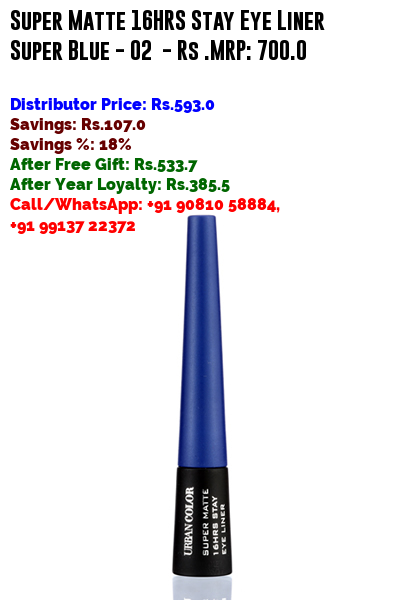 Super Matte 16HRS Stay Eye Liner
Super Blue - 02 - Rs .MRP: 700.0
Distributor Price: Rs.593.0
Savings: Rs.107.0
Savings %: 18%
After Free Gift: Rs.533.7
After Year Loyalty: Rs.385.5
Call/WhatsApp: +91 90810 58884,
+91 99137 22372
URBAN COLOR
SUPER MATTE
16HRS STAY
EYE LINER